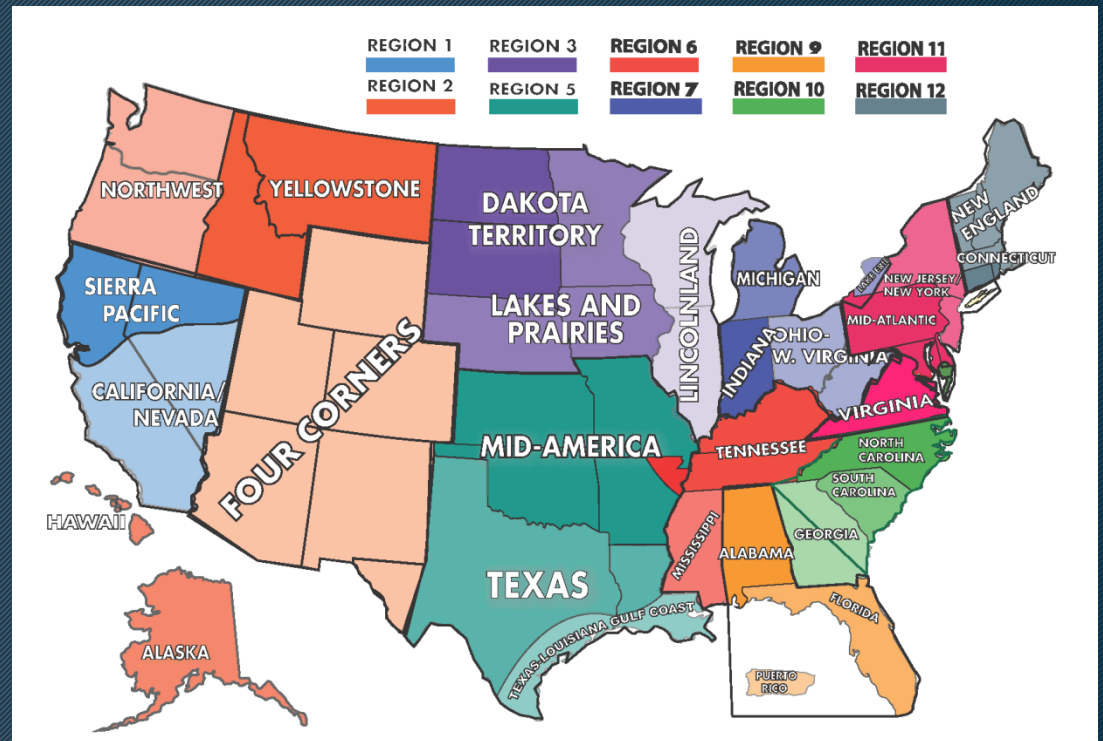 REGION 1
REGION 3
REGION 6
REGION 9
REGION 11
REGION 2
REGION 5
REGION 7
REGION 10
REGION 12
NORTHWEST
YELLOWSTONE
DAKOTA
TERRITORY
LAKES AND
PRAIRIES
LINCOLNLAND
MICHIGAN
INDIANA
OHIO-
W. VIRGINIA
LAKE ERIE
NEW
ENGLAND
CONNECTICUT
NEW JERSEY/
NEW YORK
MID-ATLANTIC
VIRGINIA
SIERRA
PACIFIC
CALIFORNIA/
NEVADA
FOUR CORNERS
MID-AMERICA
TENNESSEE
NORTH
CAROLINA
SOUTH
CAROLINA
GEORGIA
MISSISSIPPI
ALABAMA
HAWAII
ALASKA
TEXAS
TEXAS-LOUISIANA GULF COAST
FLORIDA
PUERTO
RICO